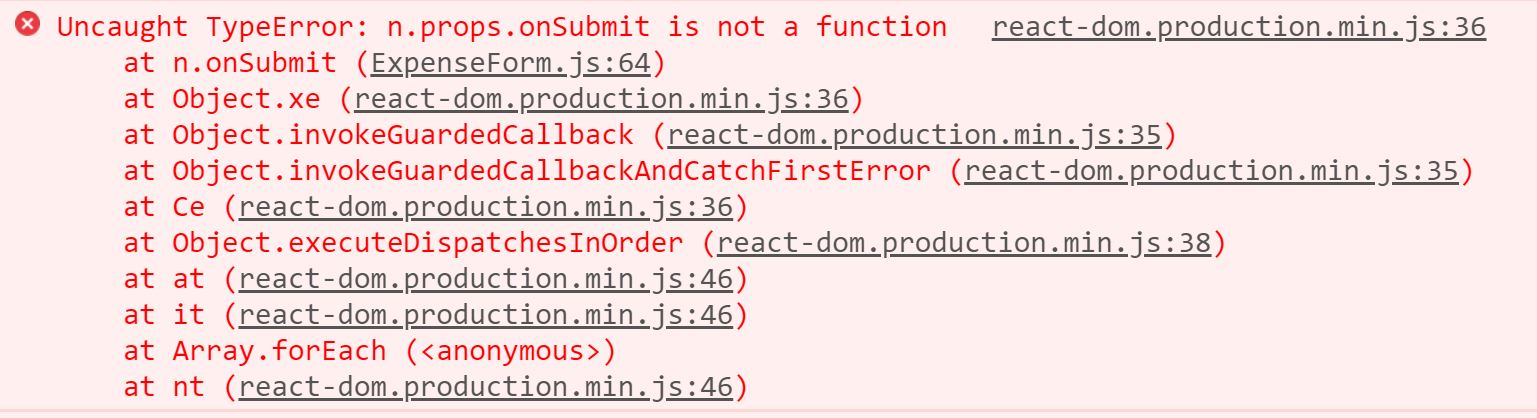 Uncaught TypeError: n.props.onSubmit is not a function react-dom.production.min.js:36
at n.onSubmit (ExpenseForm.js:64)
at Object.xe (react-dom.production.min.js:36)
at Object.invokeGuardedCallback (react-dom.production.min.js:35)
at Object.invokeGuardedCallbackAndCatchFirstError (react-dom.production.min.js:35)
at Ce (react-dom.production.min.js:36)
at Object.executeDispatchesInOrder (react-dom.production.min.js:38)
at at (react-dom.production.min.js:46)
at it (react-dom.production.min.js:46)
at Array.forEach (<anonymous>)
at nt (react-dom.production.min.js:46)